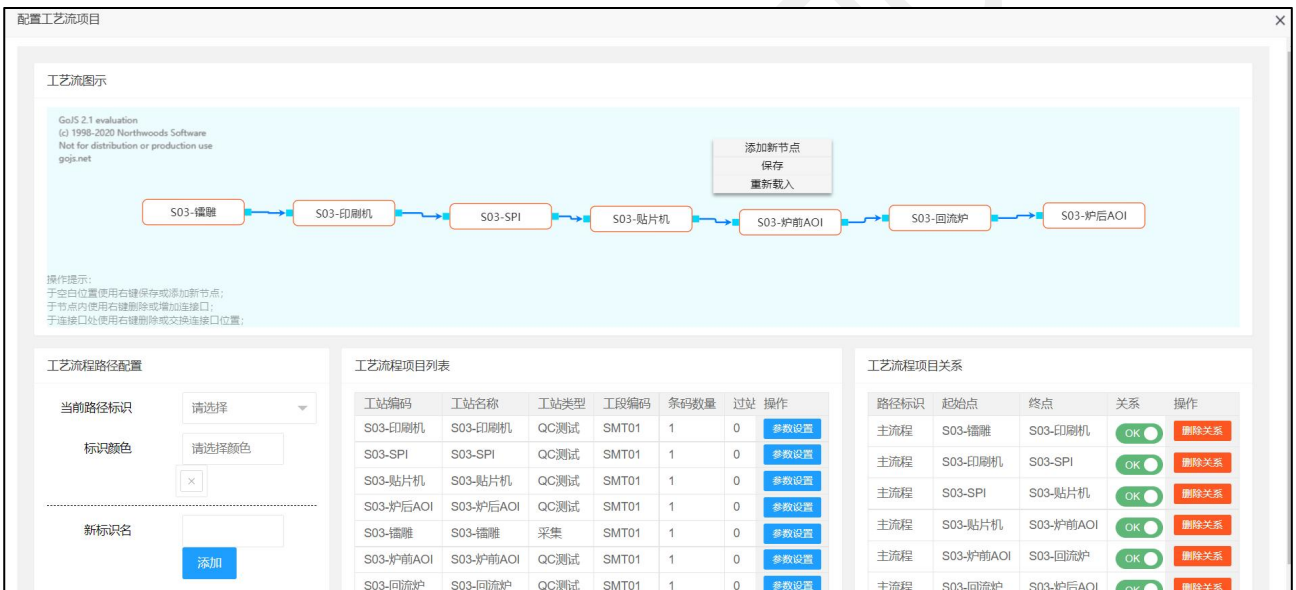 配置工艺流项目
×
工艺流图示
GoJS 2.1 evaluation
(c) 1998-2020 Northwoods Software
Not for distribution or production use
gojs.net
添加新节点
保存
重新载入
S03-镭雕 S03-印刷机 S03-SPI S03-贴片机 S03-炉前AOI S03-回流炉 S03-炉后AOI
操作提示：
于空白位置使用右键保存或添加新节点；
于节点内使用右键删除或增加连接口；
于连接口处使用右键删除或交换连接口位置；
工艺流程路径配置
当前路径标识 请选择
标识颜色 请选择颜色
×
新标识名
添加
工艺流程项目列表
工站编码 工站名称 工站类型 工段编码 条码数量 过站 操作
S03-印刷机 S03-印刷机 QC测试 SMT01 1 0 参数设置
S03-SPI S03-SPI QC测试 SMT01 1 0 参数设置
S03-贴片机 S03-贴片机 QC测试 SMT01 1 0 参数设置
S03-炉后AOI S03-炉后AOI QC测试 SMT01 1 0 参数设置
S03-镭雕 S03-镭雕 采集 SMT01 1 0 参数设置
S03-炉前AOI S03-炉前AOI QC测试 SMT01 1 0 参数设置
S03-回流炉 S03-回流炉 QC测试 SMT01 1 0 参数设置
工艺流程项目关系
路径标识 起始点 终点 关系 操作
主流程 S03-镭雕 S03-印刷机 OK 删除关系
主流程 S03-印刷机 S03-SPI OK 删除关系
主流程 S03-SPI S03-贴片机 OK 删除关系
主流程 S03-贴片机 S03-炉前AOI OK 删除关系
主流程 S03-炉前AOI S03-回流炉 OK 删除关系
主流程 S03-回流炉 S03-炉后AOI OK 删除关系